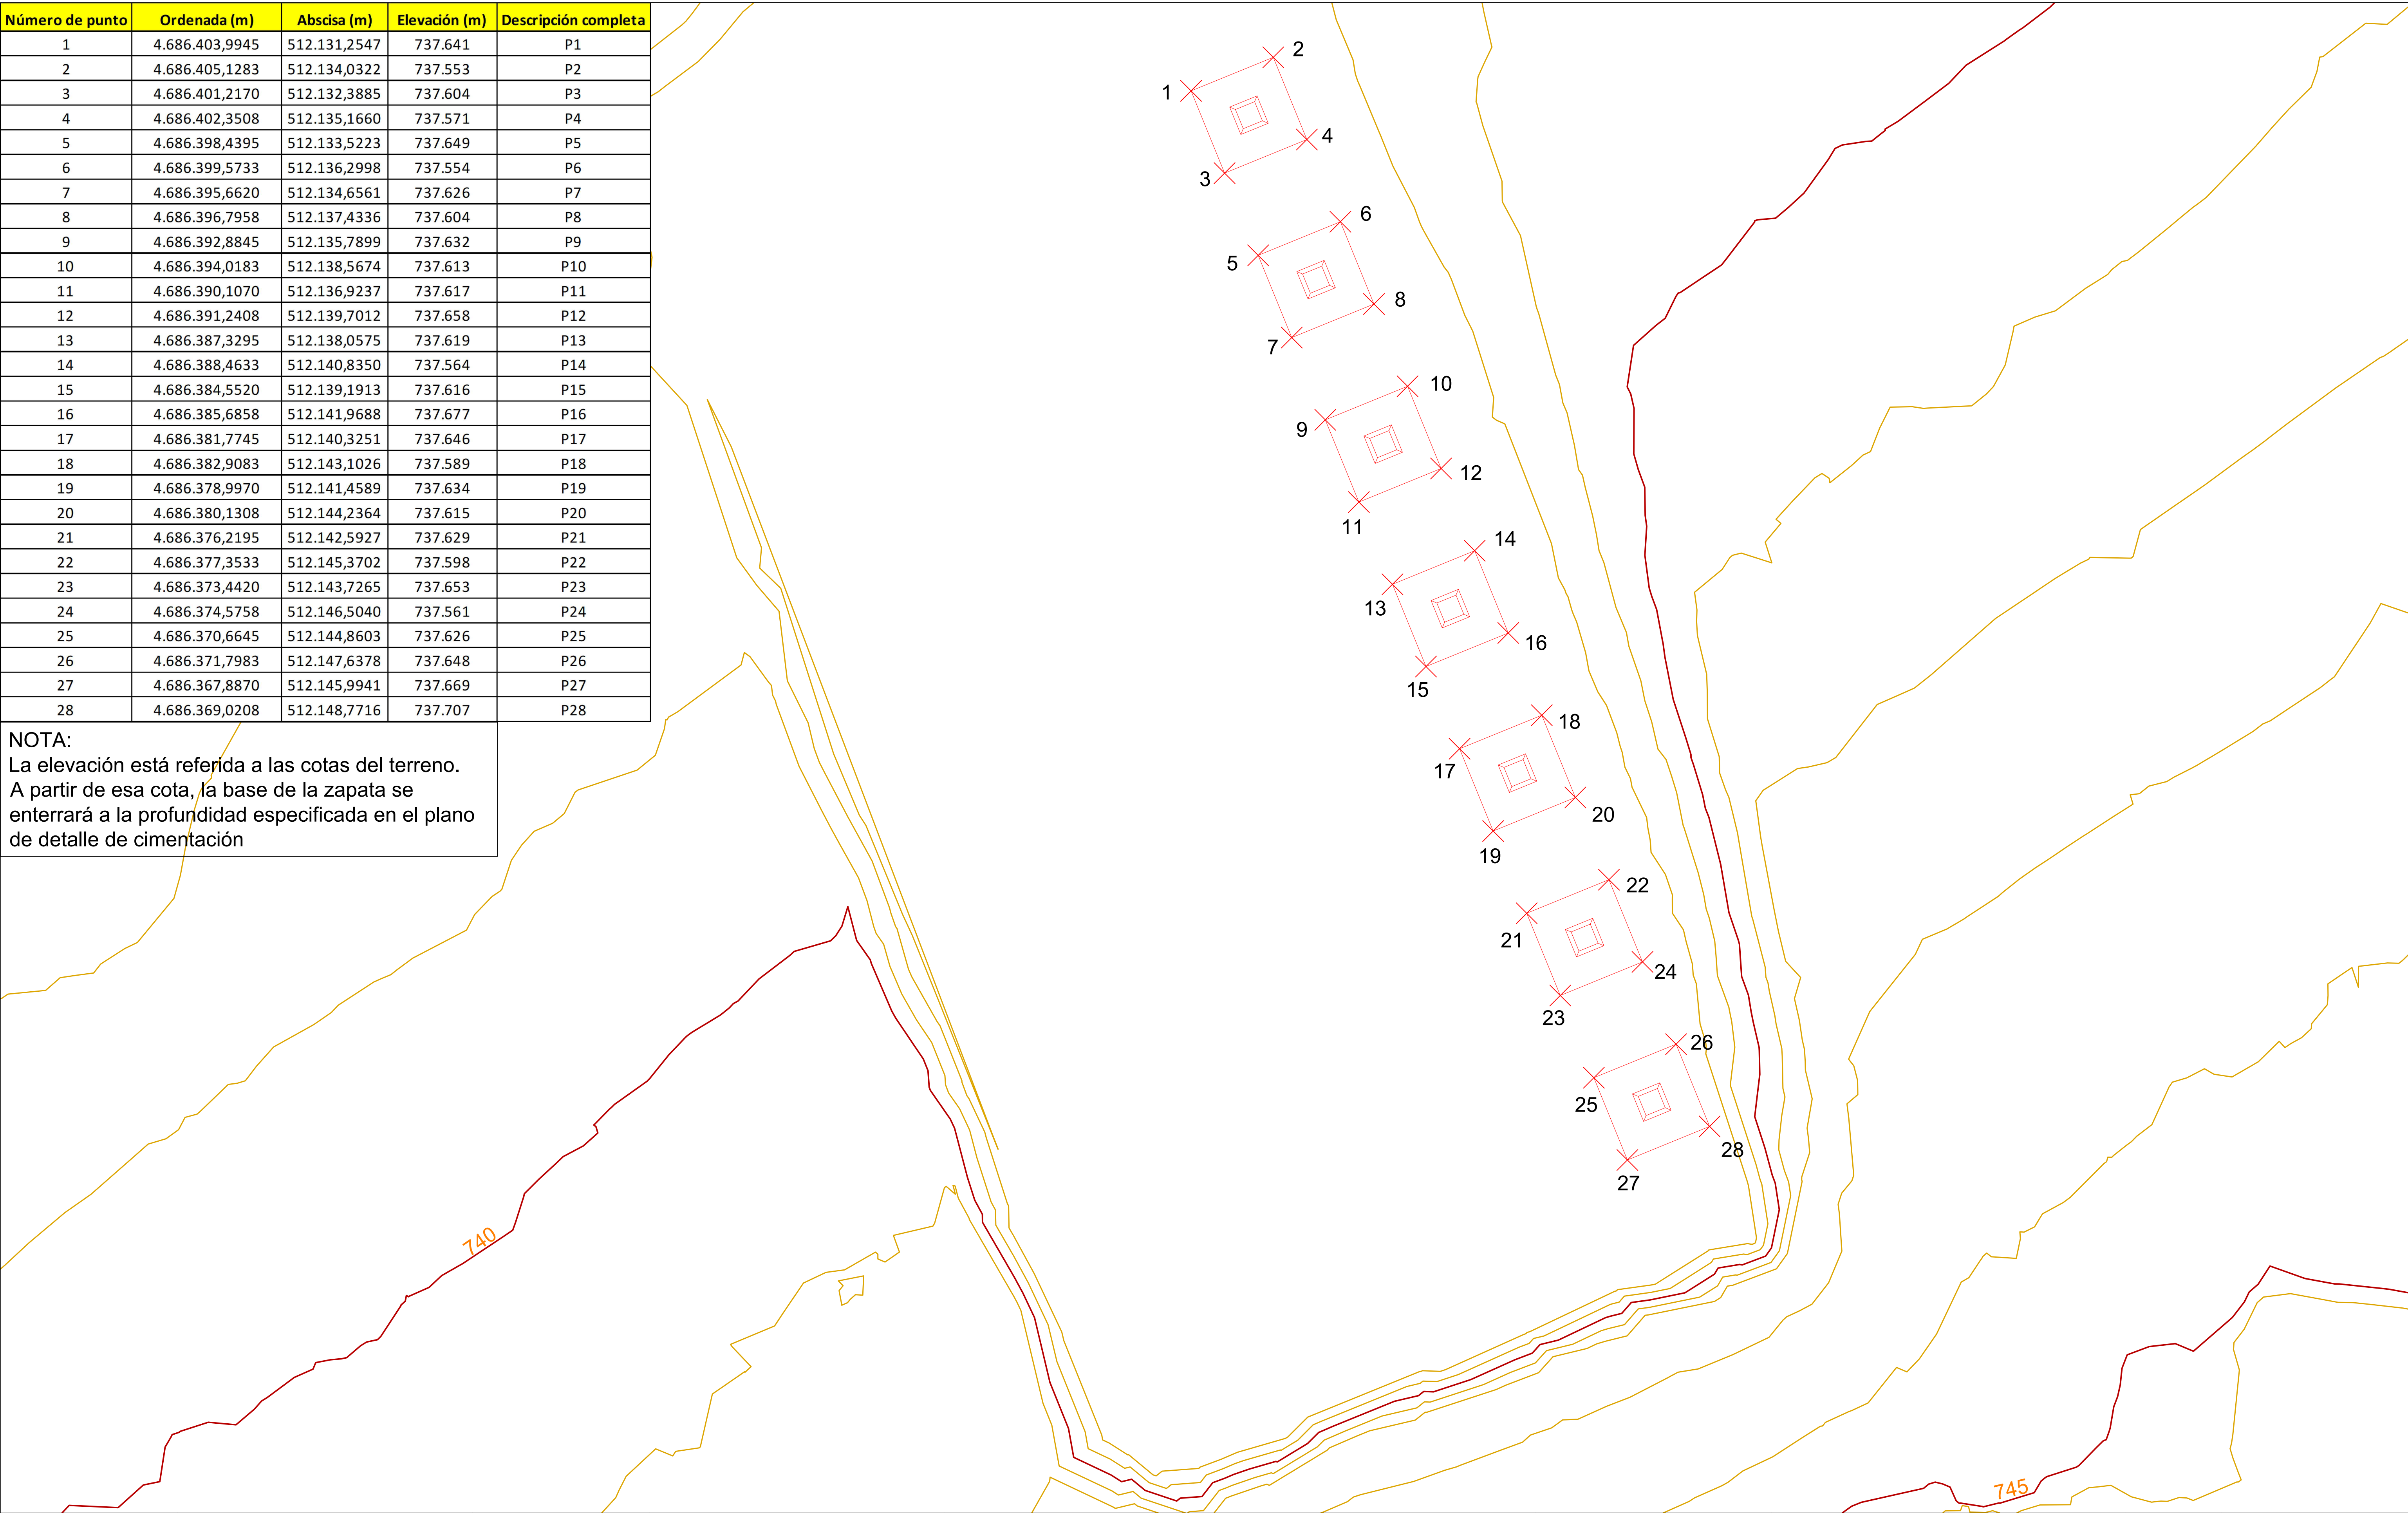 Número de punto Ordenada (m) Abscisa (m) Elevación (m) Descripción completa
1 4.686.403,9945 512.131,2547 737.641 P1
2 4.686.405,1283 512.134,0322 737.553 P2
3 4.686.401,2170 512.132,3885 737.604 P3
4 4.686.402,3508 512.135,1660 737.571 P4
5 4.686.398,4395 512.133,5223 737.649 P5
6 4.686.399,5733 512.136,2998 737.554 P6
7 4.686.395,6620 512.134,6561 737.626 P7
8 4.686.396,7958 512.137,4336 737.604 P8
9 4.686.392,8845 512.135,7899 737.632 P9
10 4.686.394,0183 512.138,5674 737.613 P10
11 4.686.390,1070 512.136,9237 737.617 P11
12 4.686.391,2408 512.139,7012 737.658 P12
13 4.686.387,3295 512.138,0575 737.619 P13
14 4.686.388,4633 512.140,8350 737.564 P14
15 4.686.384,5520 512.139,1913 737.616 P15
16 4.686.385,6858 512.141,9688 737.677 P16
17 4.686.381,7745 512.140,3251 737.646 P17
18 4.686.382,9083 512.143,1026 737.589 P18
19 4.686.378,9970 512.141,4589 737.634 P19
20 4.686.380,1308 512.144,2364 737.615 P20
21 4.686.376,2195 512.142,5927 737.629 P21
22 4.686.377,3533 512.145,3702 737.598 P22
23 4.686.373,4420 512.143,7265 737.653 P23
24 4.686.374,5758 512.146,5040 737.561 P24
25 4.686.370,6645 512.144,8603 737.626 P25
26 4.686.371,7983 512.147,6378 737.648 P26
27 4.686.367,8870 512.145,9941 737.669 P27
28 4.686.369,0208 512.148,7716 737.707 P28
NOTA:
La elevación está referida a las cotas del terreno.
A partir de esa cota, la base de la zapata se
enterrará a la profundidad especificada en el plano
de detalle de cimentación
2
1
4
3
6
5
8
7
10
9
12
11
14
13
16
15
18
17
20
19
22
21
24
23
26
25
28
27
740
745